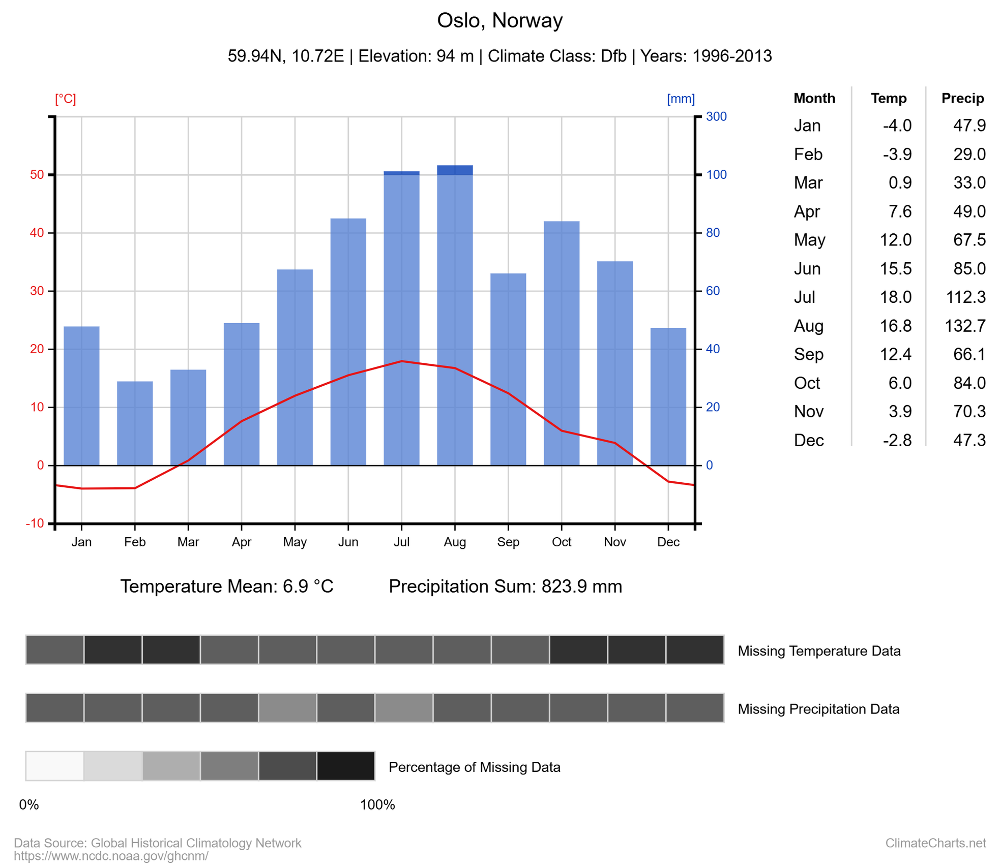 Oslo, Norway
59.94N, 10.72E | Elevation: 94 m | Climate Class: Dfb | Years: 1996-2013
[°C]
[mm]
300
50
100
40
80
30
60
20
40
10
20
0
0
-10
Jan Feb Mar Apr May Jun Jul Aug Sep Oct Nov Dec
Month Temp Precip
Jan -4.0 47.9
Feb -3.9 29.0
Mar 0.9 33.0
Apr 7.6 49.0
May 12.0 67.5
Jun 15.5 85.0
Jul 18.0 112.3
Aug 16.8 132.7
Sep 12.4 66.1
Oct 6.0 84.0
Nov 3.9 70.3
Dec -2.8 47.3
Temperature Mean: 6.9 °C Precipitation Sum: 823.9 mm
Missing Temperature Data
Missing Precipitation Data
Percentage of Missing Data
0% 100%
Data Source: Global Historical Climatology Network
https://www.ncdc.noaa.gov/ghcnm/
ClimateCharts.net